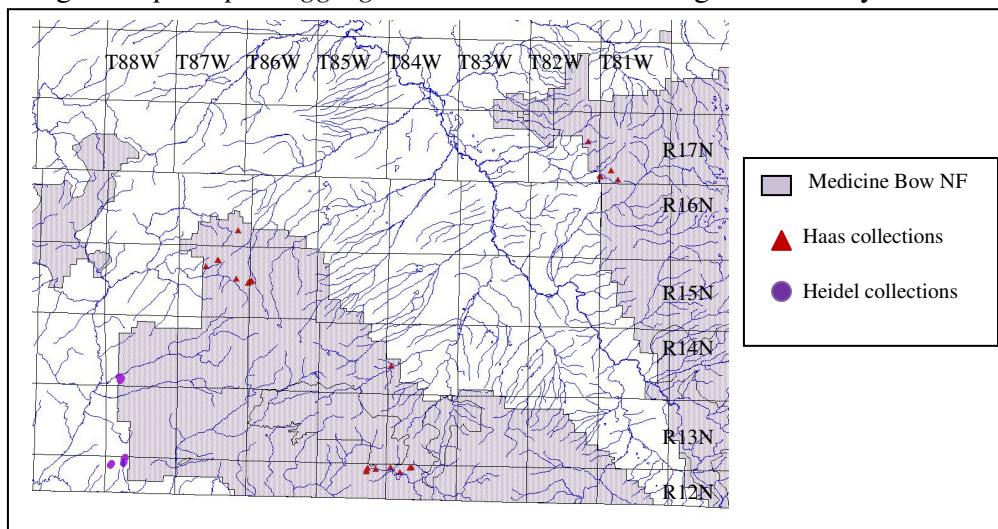 T88W T87W T86W T85W T84W T83W T82W T81W
R17N
R16N
R15N
R14N
R13N
R12N
Medicine Bow NF
Haas collections
Heidel collections